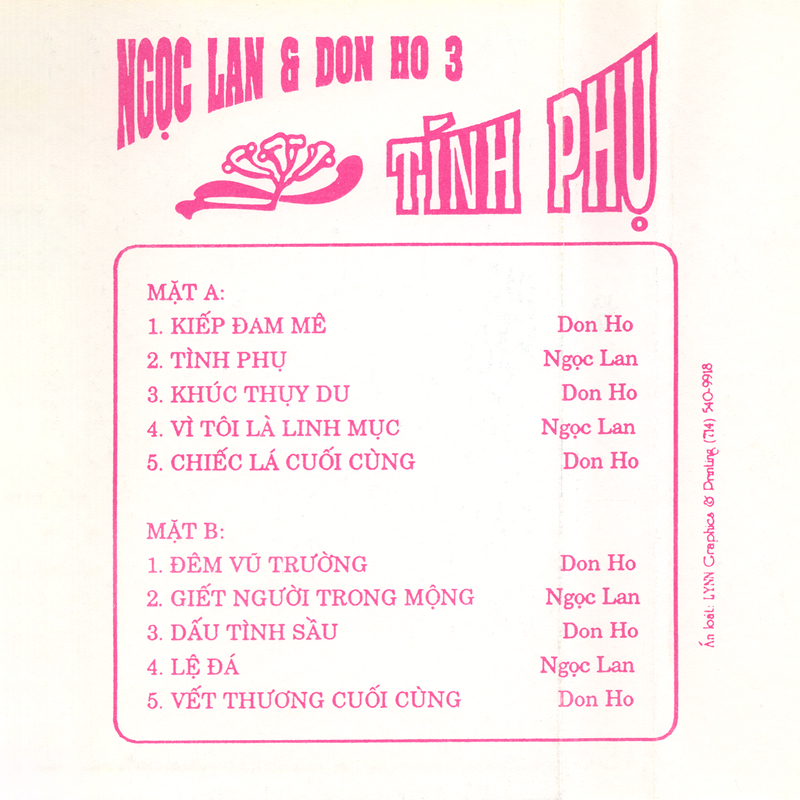 NGỌC LAN & DON HO 3
TÍNH PHỤ
MẶT A:
1. KIẾP ĐAM MÊ Don Ho
2. TÌNH PHỤ Ngọc Lan
3. KHÚC THỤY DU Don Ho
4. VÌ TÔI LÀ LINH MỤC Ngọc Lan
5. CHIẾC LÁ CUỐI CÙNG Don Ho
MẶT B:
1. ĐÊM VŨ TRƯỜNG Don Ho
2. GIẾT NGƯỜI TRONG MỘNG Ngọc Lan
3. DẤU TÌNH SẦU Don Ho
4. LỆ ĐÁ Ngọc Lan
5. VẾT THƯƠNG CUỐI CÙNG Don Ho
Ấn loát: LYNN Graphics & Printing (714) 540-9918